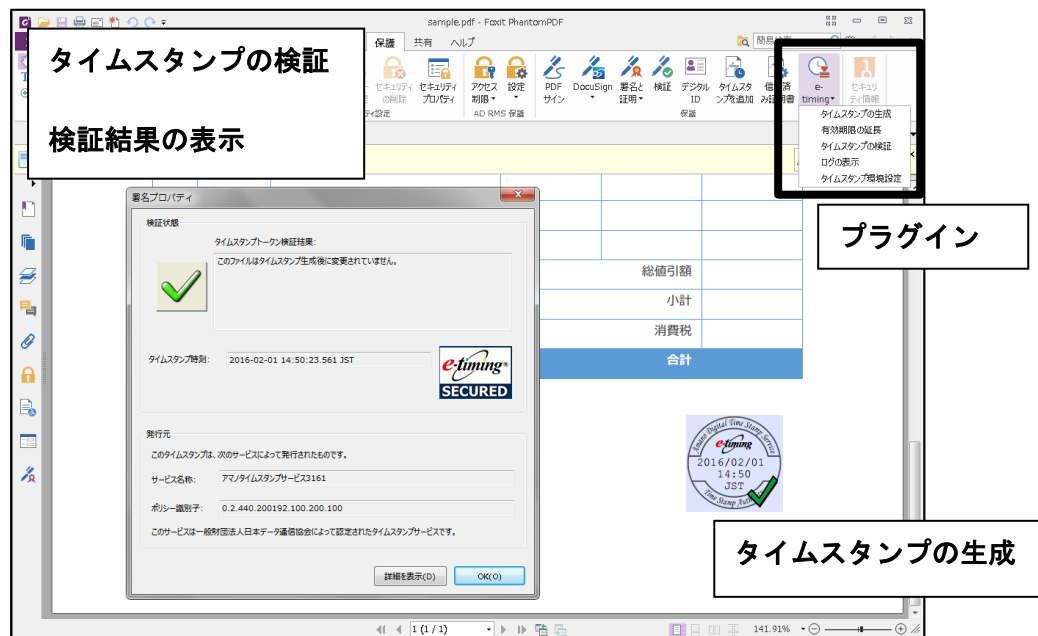 sample.pdf - Foxit PhantomPDF
保護 共有 ヘルプ
セキュリティの削除
セキュリティプロパティ
アクセス制限
設定
PDFサイン
DocuSign
署名と証明
検証
デジタルID
タイムスタンプを追加
e-timing
AD RMS 保護
保護
タイムスタンプの生成
有効期限の延長
タイムスタンプの検証
ログの表示
タイムスタンプ環境設定
タイムスタンプの検証
検証結果の表示
プラグイン
署名プロパティ
検証状態
タイムスタンプトークン検証結果:
このファイルはタイムスタンプ生成後に変更されていません。
タイムスタンプ時刻: 2016-02-01 14:50:23.561 JST
e-timing
SECURED
発行元
このタイムスタンプは、次のサービスによって発行されたものです。
サービス名称: アマノタイムスタンプサービス3161
ポリシー識別子: 0.2.440.200192.100.200.100
このサービスは一般財団法人日本データ通信協会によって認定されたタイムスタンプサービスです。
詳細を表示(D) OK(O)
総値引額
小計
消費税
合計
Amano Digital Time Stamp Service
e-timing
2016/02/01
14:50
JST
タイムスタンプの生成
1 (1 / 1)
141.91%